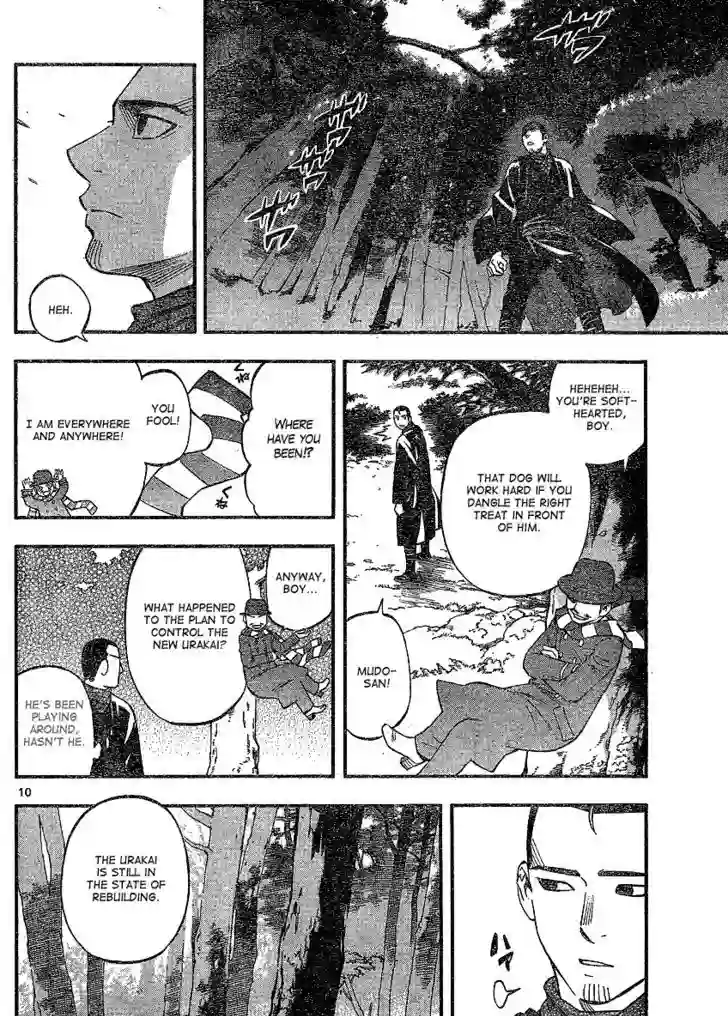 HEH.
HEHEHEH...
YOU'RE SOFT-
HEARTED,
BOY.
THAT DOG WILL
WORK HARD IF YOU
DANGLE THE RIGHT
TREAT IN FRONT
OF HIM.
MUDO-
SAN!
WHERE
HAVE YOU
BEEN!?
YOU
FOOL!
I AM EVERYWHERE
AND ANYWHERE!
ANYWAY,
BOY...
WHAT HAPPENED
TO THE PLAN TO
CONTROL THE
NEW URAKAI?
HE'S BEEN
PLAYING
AROUND,
HASN'T HE.
10
THE URAKAI
IS STILL IN
THE STATE OF
REBUILDING.